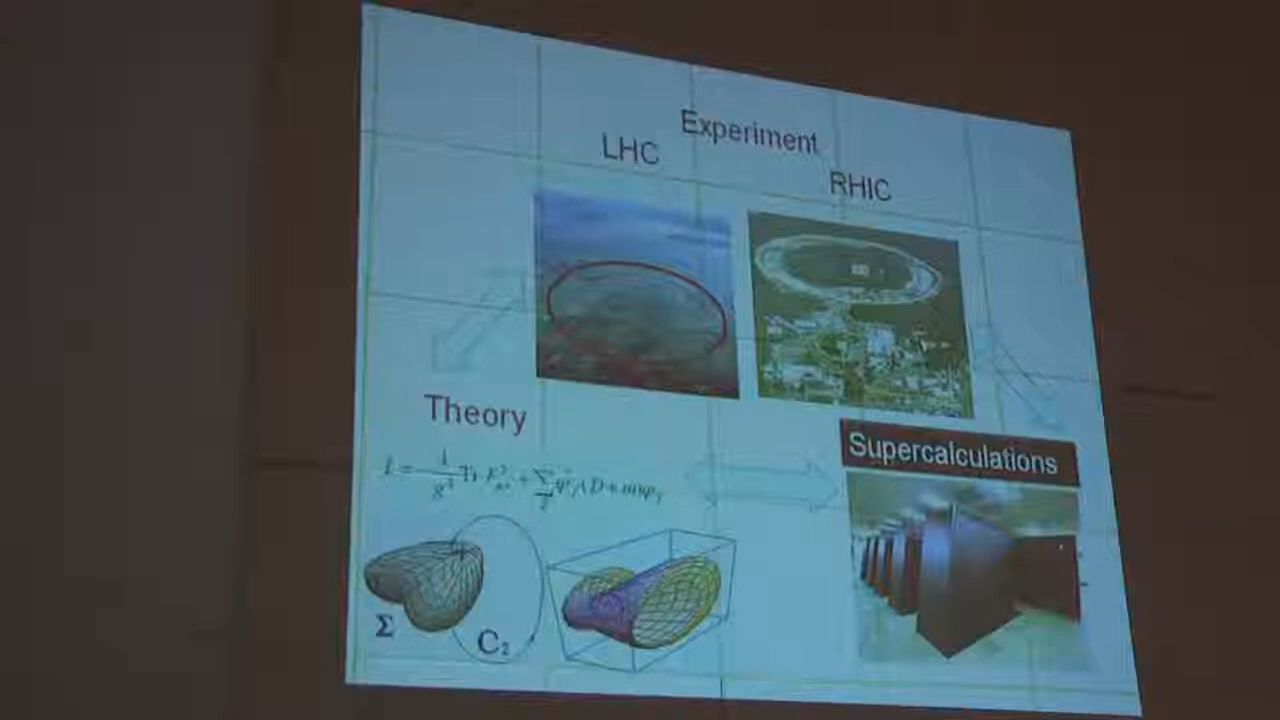 Experiment
LHC
RHIC
Theory
Supercalculations
Σ
C₂